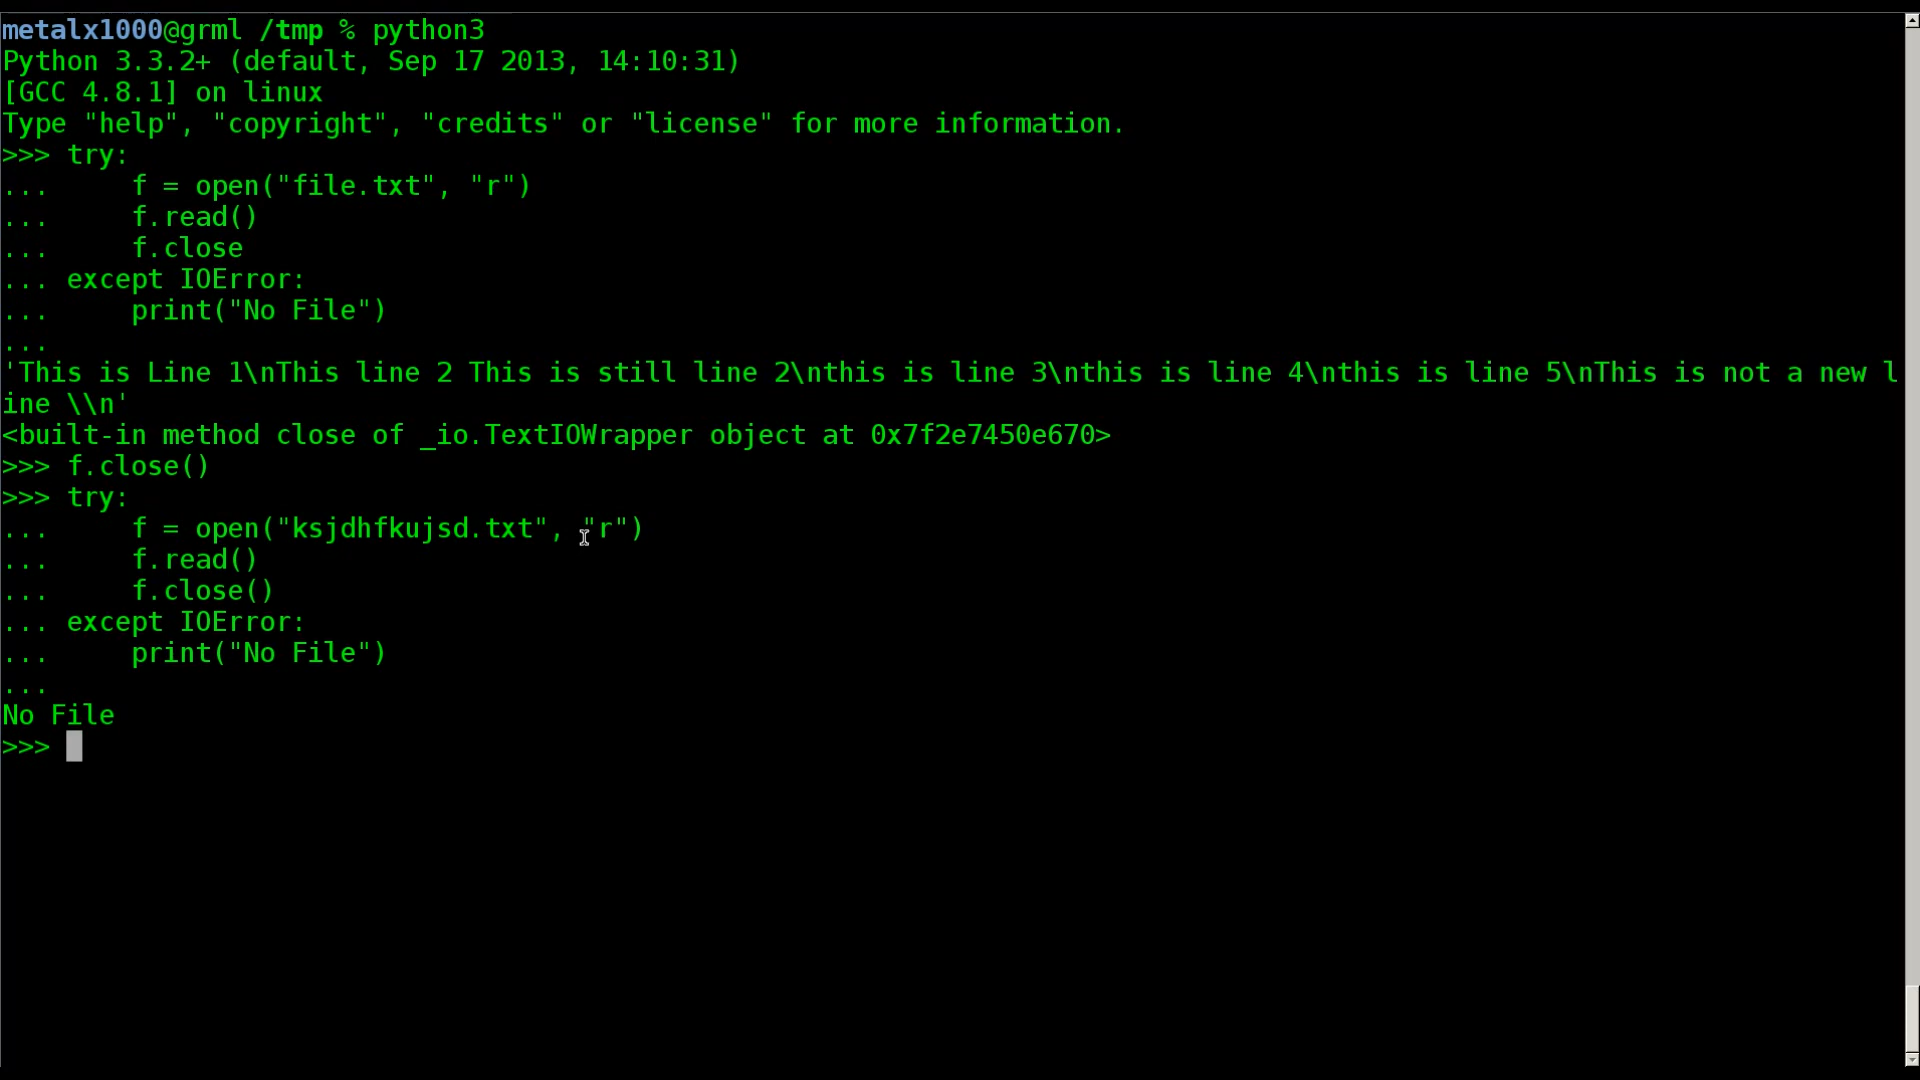 metalx1000@grml /tmp % python3
Python 3.3.2+ (default, Sep 17 2013, 14:10:31)
[GCC 4.8.1] on linux
Type "help", "copyright", "credits" or "license" for more information.
>>> try:
...     f = open("file.txt", "r")
...     f.read()
...     f.close
... except IOError:
...     print("No File")
...
'This is Line 1\nThis line 2 This is still line 2\nthis is line 3\nthis is line 4\nthis is line 5\nThis is not a new l
ine \\n'
<built-in method close of _io.TextIOWrapper object at 0x7f2e7450e670>
>>> f.close()
>>> try:
...     f = open("ksjdhfkujsd.txt", "r")
...     f.read()
...     f.close()
... except IOError:
...     print("No File")
...
No File
>>>